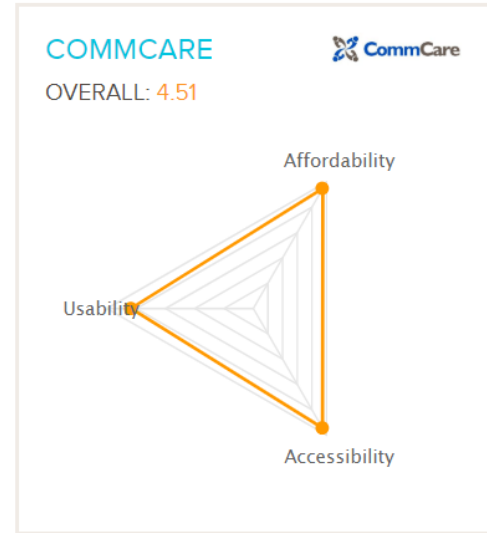 COMMCARE
CommCare
OVERALL: 4.51
Affordability
Usability
Accessibility